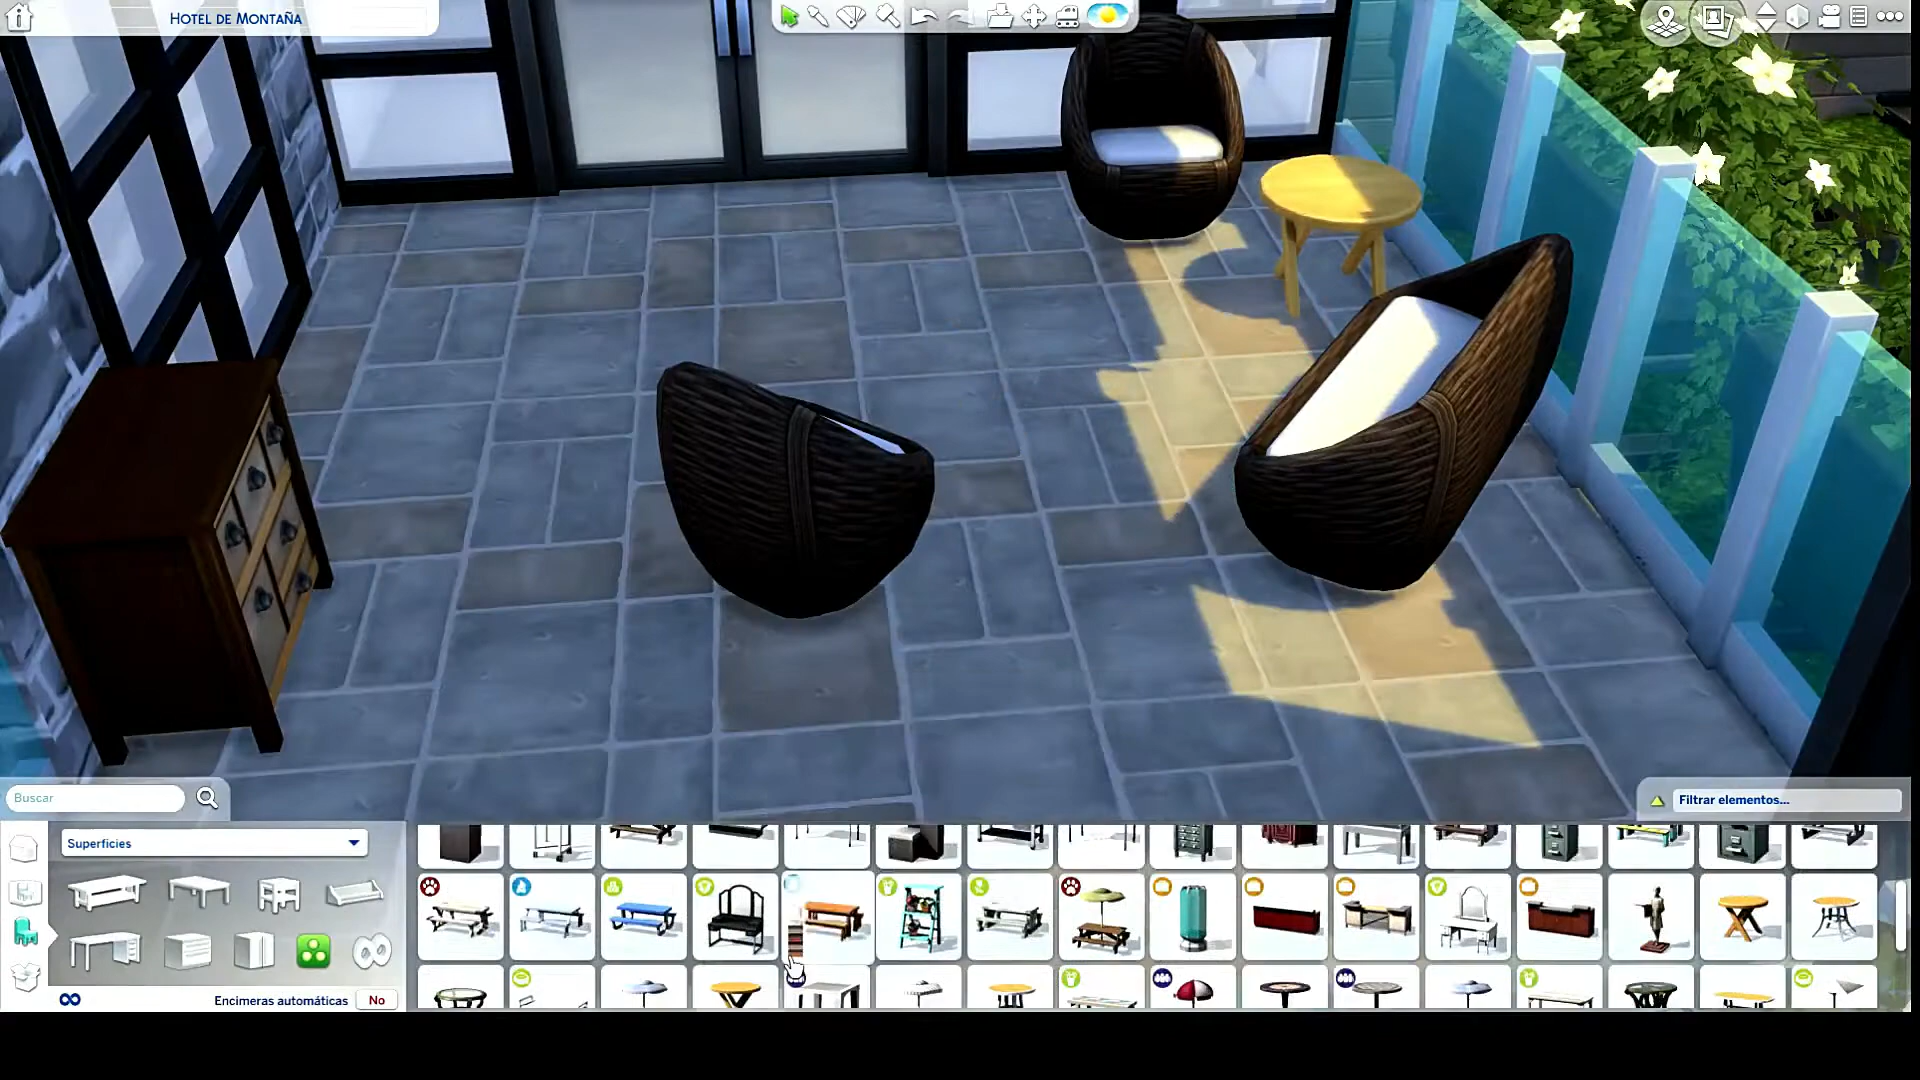 Hotel de Montaña
Buscar
Filtrar elementos...
Superficies
Encimeras automáticas No